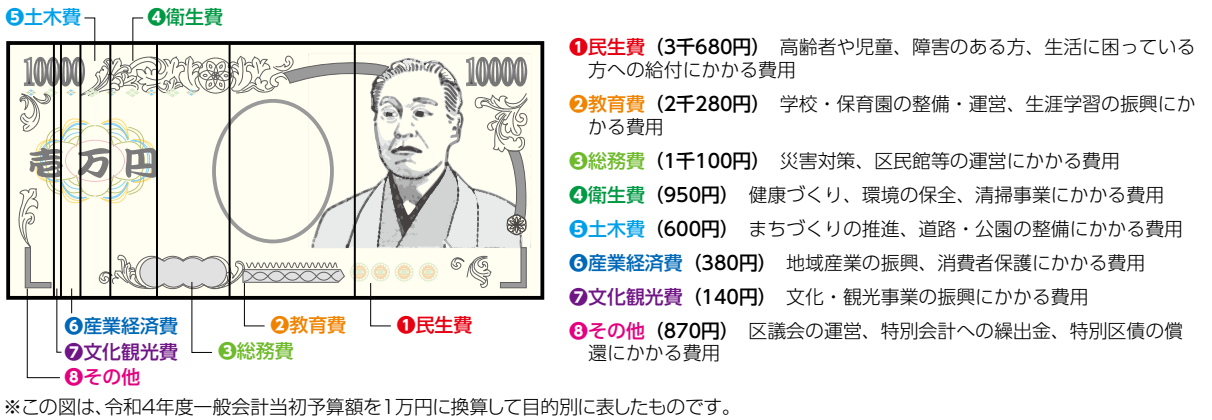 ❺土木費
❹衛生費
10000
10000
壱万円
❻産業経済費
❷教育費
❶民生費
❼文化観光費
❸総務費
❽その他
❶民生費（3千680円） 高齢者や児童、障害のある方、生活に困っている
方への給付にかかる費用
❷教育費（2千280円） 学校・保育園の整備・運営、生涯学習の振興にか
かる費用
❸総務費（1千100円） 災害対策、区民館等の運営にかかる費用
❹衛生費（950円） 健康づくり、環境の保全、清掃事業にかかる費用
❺土木費（600円） まちづくりの推進、道路・公園の整備にかかる費用
❻産業経済費（380円） 地域産業の振興、消費者保護にかかる費用
❼文化観光費（140円） 文化・観光事業の振興にかかる費用
❽その他（870円） 区議会の運営、特別会計への繰出金、特別区債の償
還にかかる費用
※この図は、令和4年度一般会計当初予算額を1万円に換算して目的別に表したものです。